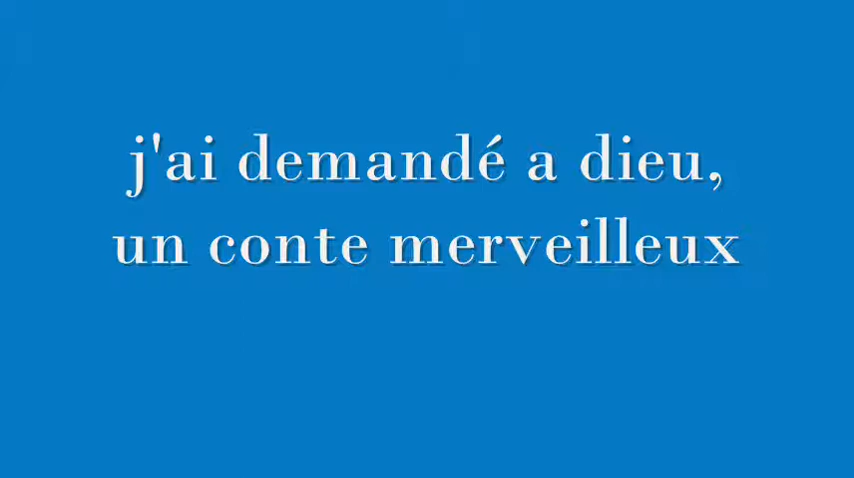 j'ai demandé a dieu,
un conte merveilleux